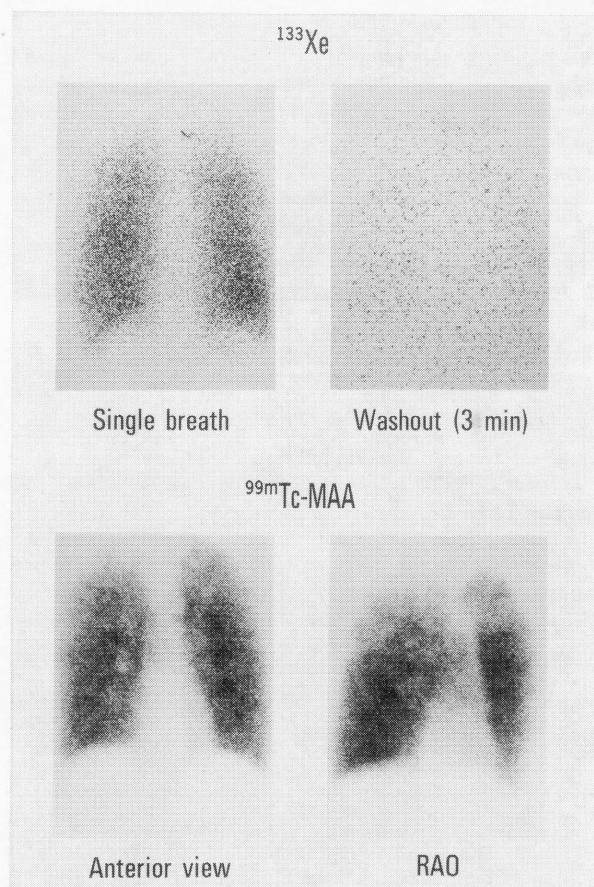 ¹³³Xe
Single breath
Washout (3 min)
⁹⁹ᵐTc-MAA
Anterior view
RAO